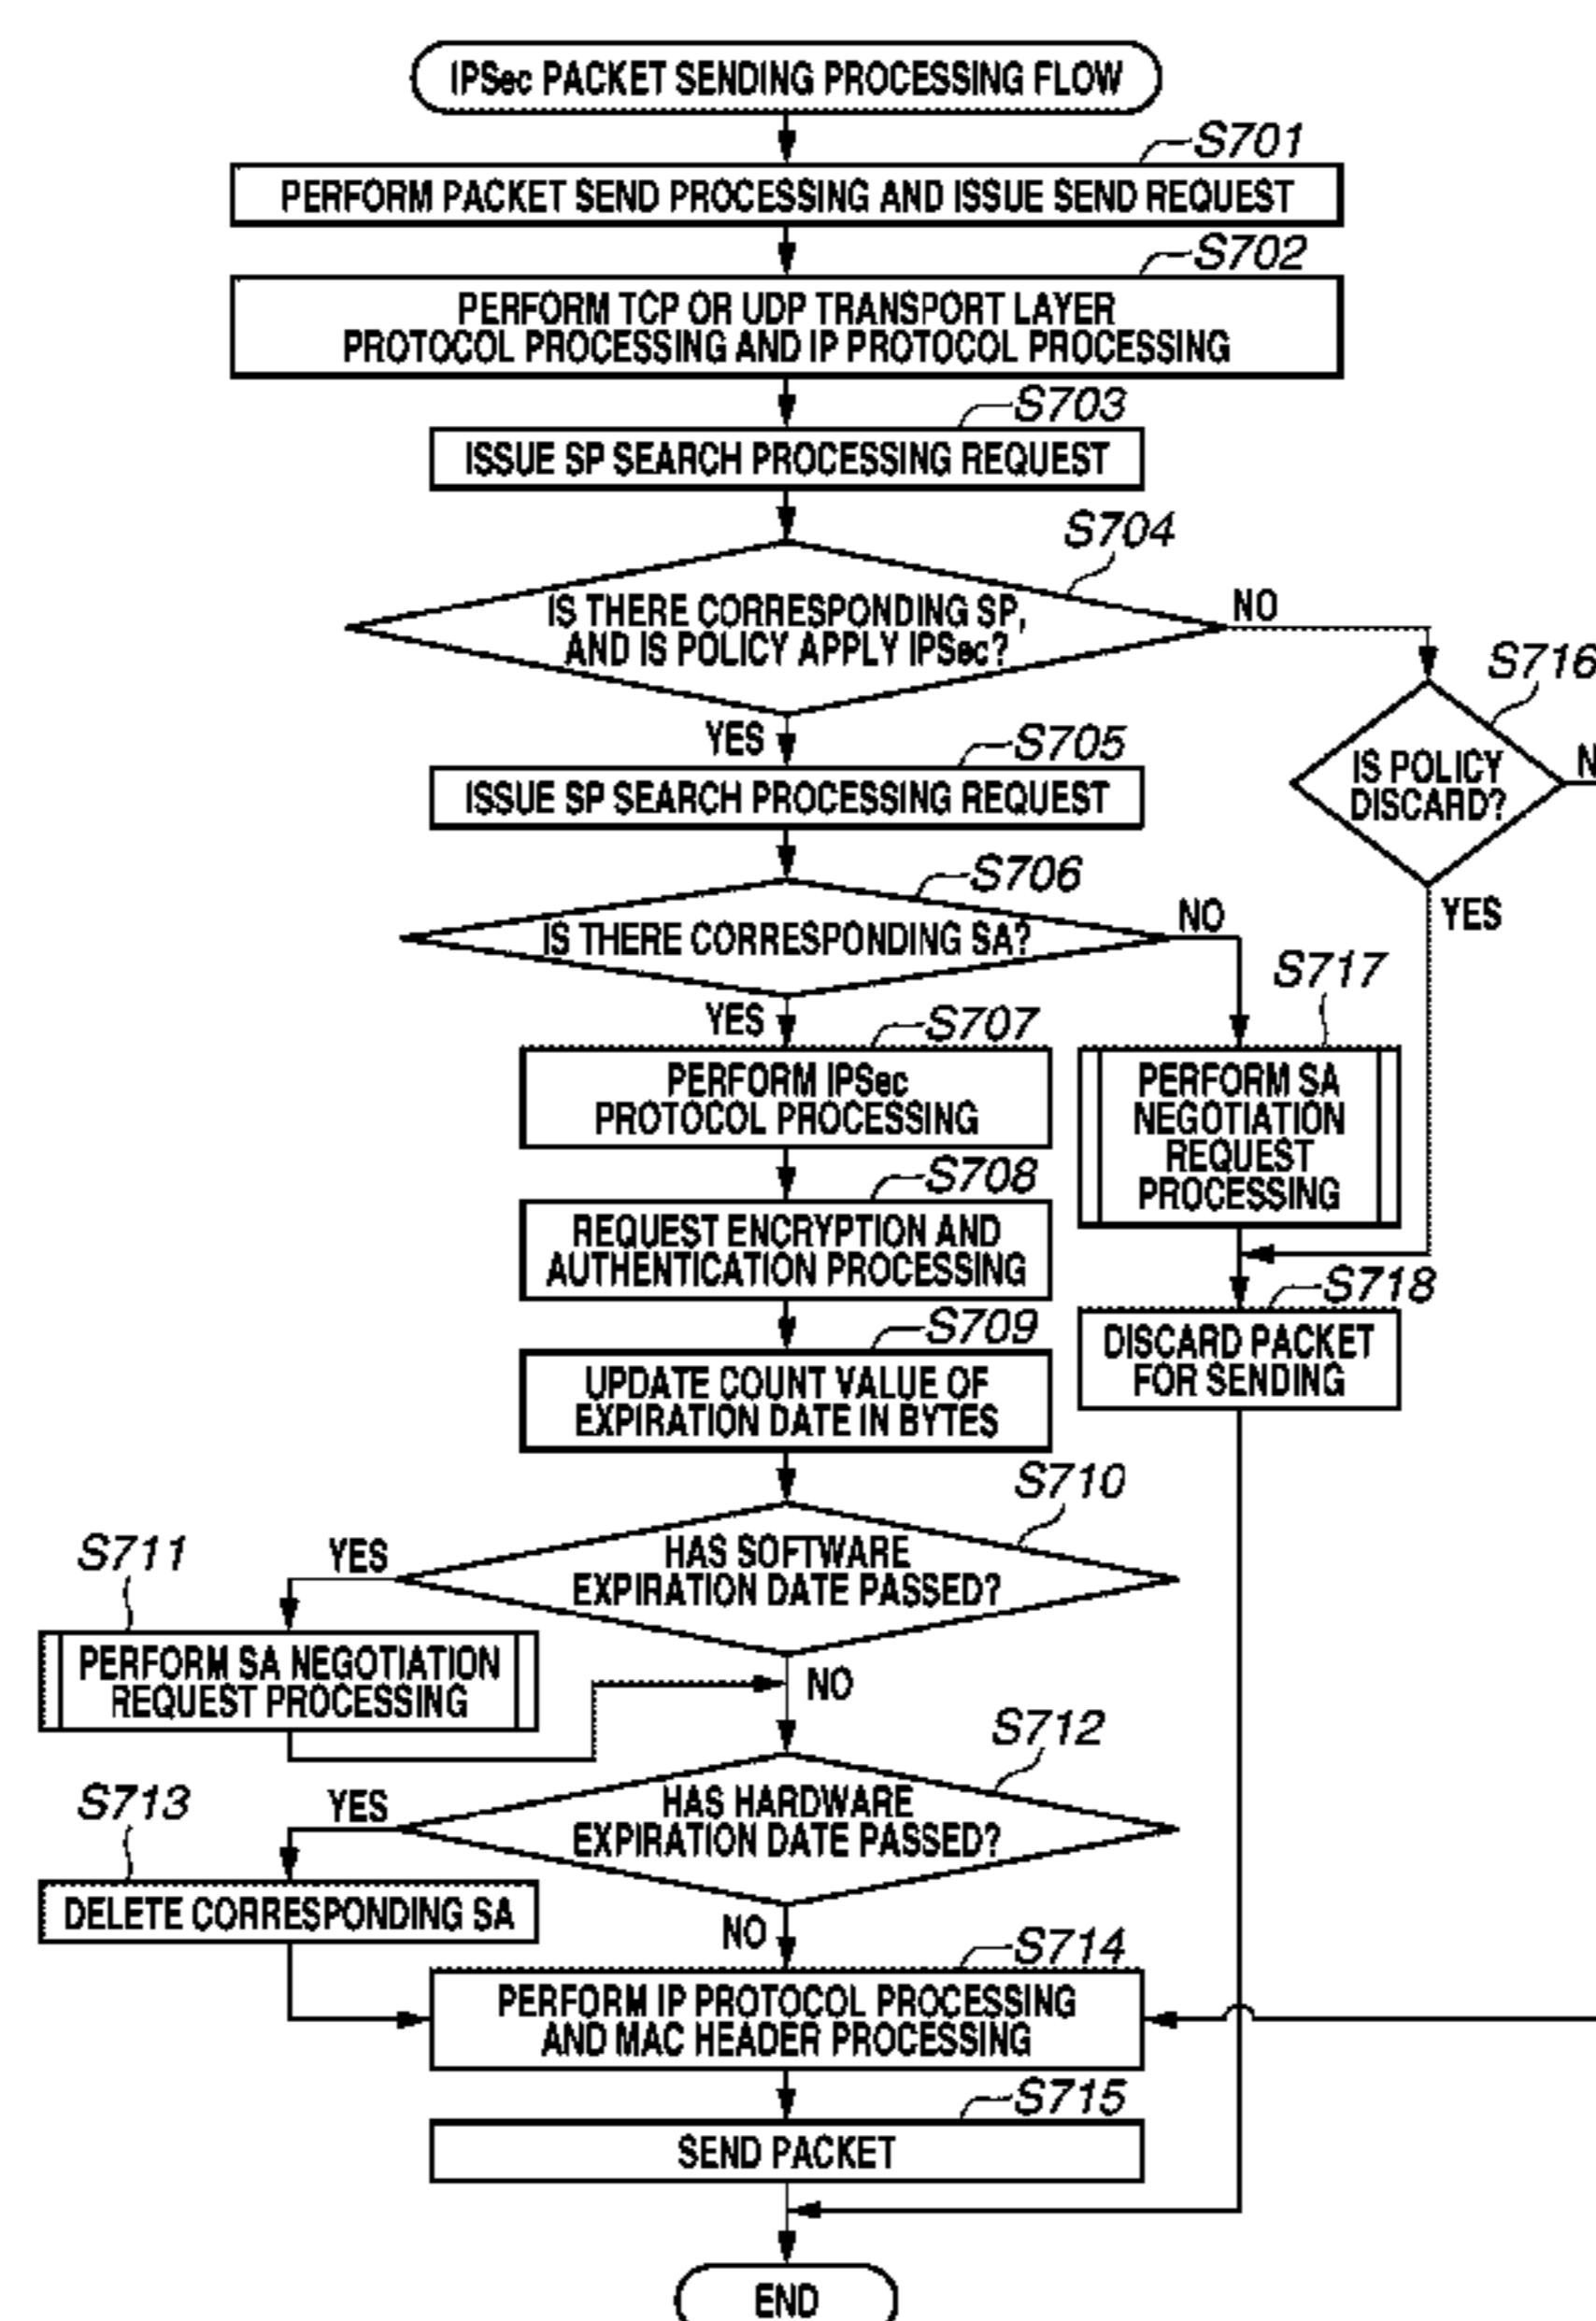 IPSec PACKET SENDING PROCESSING FLOW
S701
PERFORM PACKET SEND PROCESSING AND ISSUE SEND REQUEST
S702
PERFORM TCP OR UDP TRANSPORT LAYER
PROTOCOL PROCESSING AND IP PROTOCOL PROCESSING
S703
ISSUE SP SEARCH PROCESSING REQUEST
S704
IS THERE CORRESPONDING SP,
AND IS POLICY APPLY IPSec?
NO
YES
S716
IS POLICY
DISCARD?
N
YES
S705
ISSUE SP SEARCH PROCESSING REQUEST
S706
IS THERE CORRESPONDING SA?
NO
YES
S717
PERFORM SA
NEGOTIATION
REQUEST
PROCESSING
S707
PERFORM IPSec
PROTOCOL PROCESSING
S708
REQUEST ENCRYPTION AND
AUTHENTICATION PROCESSING
S718
DISCARD PACKET
FOR SENDING
S709
UPDATE COUNT VALUE OF
EXPIRATION DATE IN BYTES
S710
HAS SOFTWARE
EXPIRATION DATE PASSED?
YES
NO
S711
PERFORM SA NEGOTIATION
REQUEST PROCESSING
S712
HAS HARDWARE
EXPIRATION DATE PASSED?
YES
NO
S713
DELETE CORRESPONDING SA
S714
PERFORM IP PROTOCOL PROCESSING
AND MAC HEADER PROCESSING
S715
SEND PACKET
END